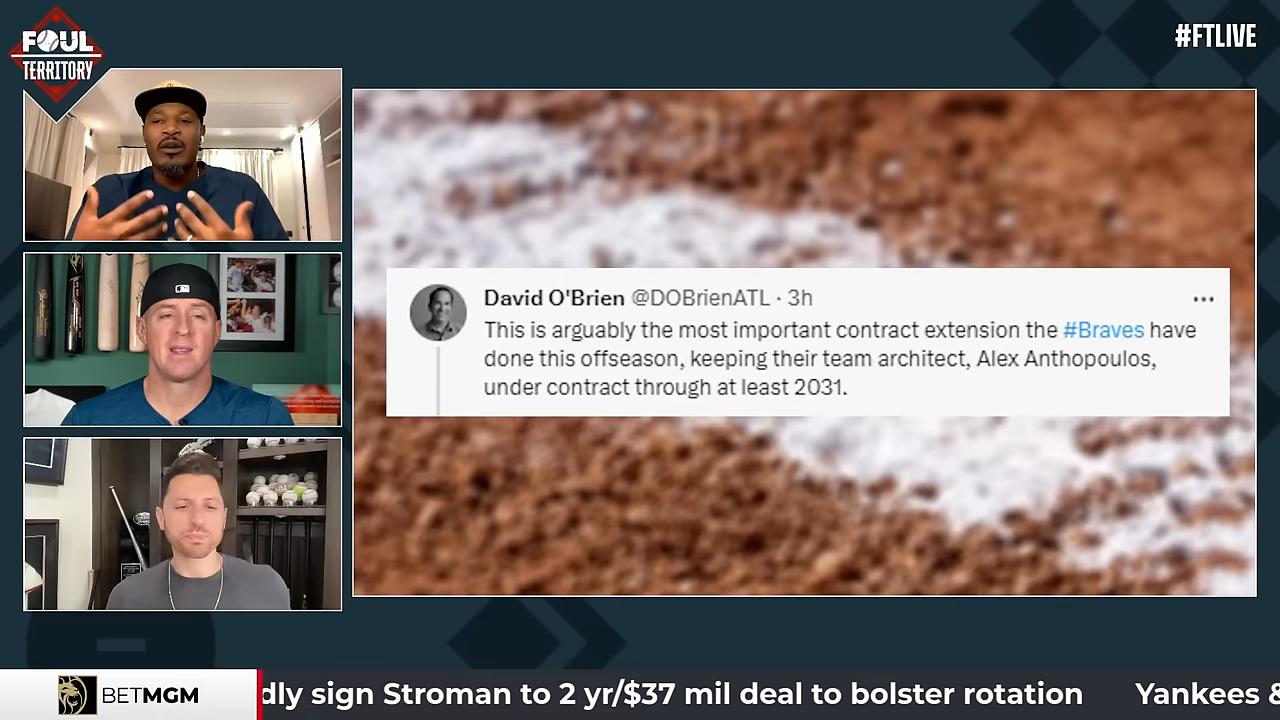 FOUL
TERRITORY
#FTLIVE
David O'Brien @DOBrienATL · 3h
This is arguably the most important contract extension the #Braves have
done this offseason, keeping their team architect, Alex Anthopoulos,
under contract through at least 2031.
BETMGM
dly sign Stroman to 2 yr/$37 mil deal to bolster rotation Yankees &